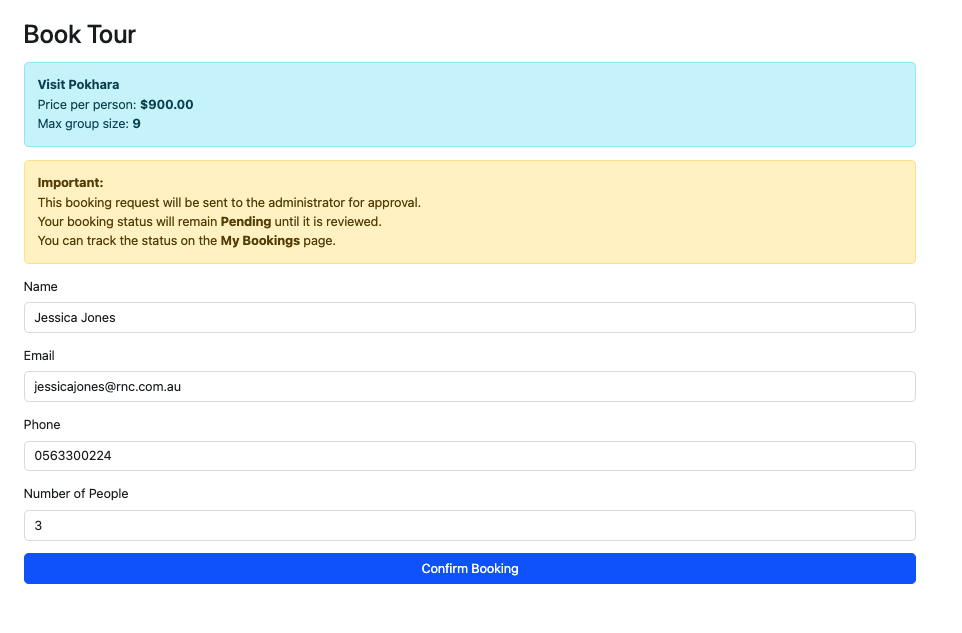 Book Tour
Visit Pokhara
Price per person: $900.00
Max group size: 9
Important:
This booking request will be sent to the administrator for approval.
Your booking status will remain Pending until it is reviewed.
You can track the status on the My Bookings page.
Name
Jessica Jones
Email
jessicajones@rnc.com.au
Phone
0563300224
Number of People
3
Confirm Booking